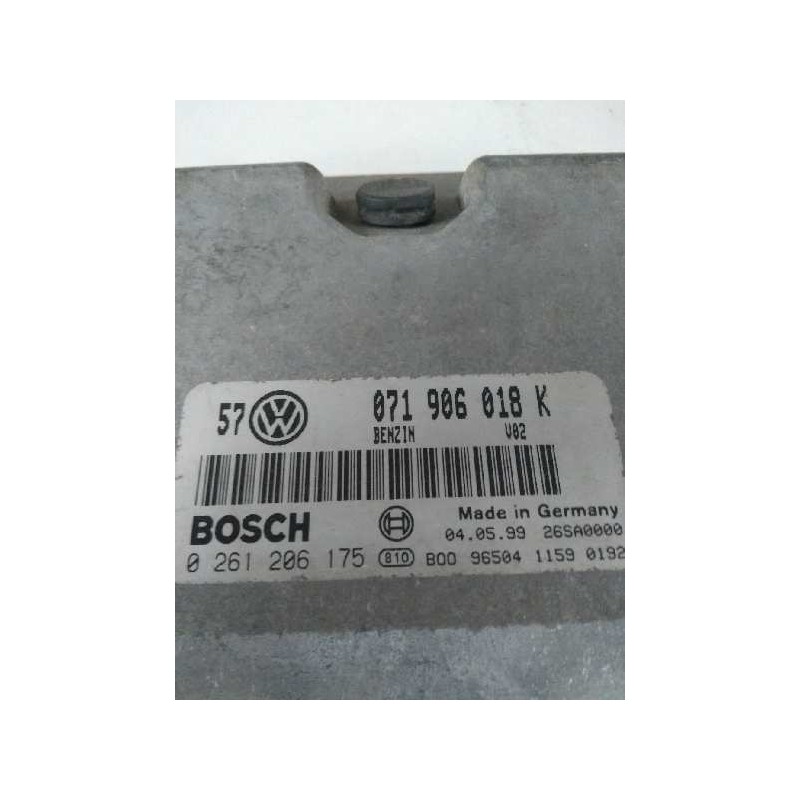 57 VW 071 906 018 K
BENZIN V02
BOSCH
Made in Germany
04.05.99 26SA0000
0 261 206 175 810 B00 96504 1159 0192